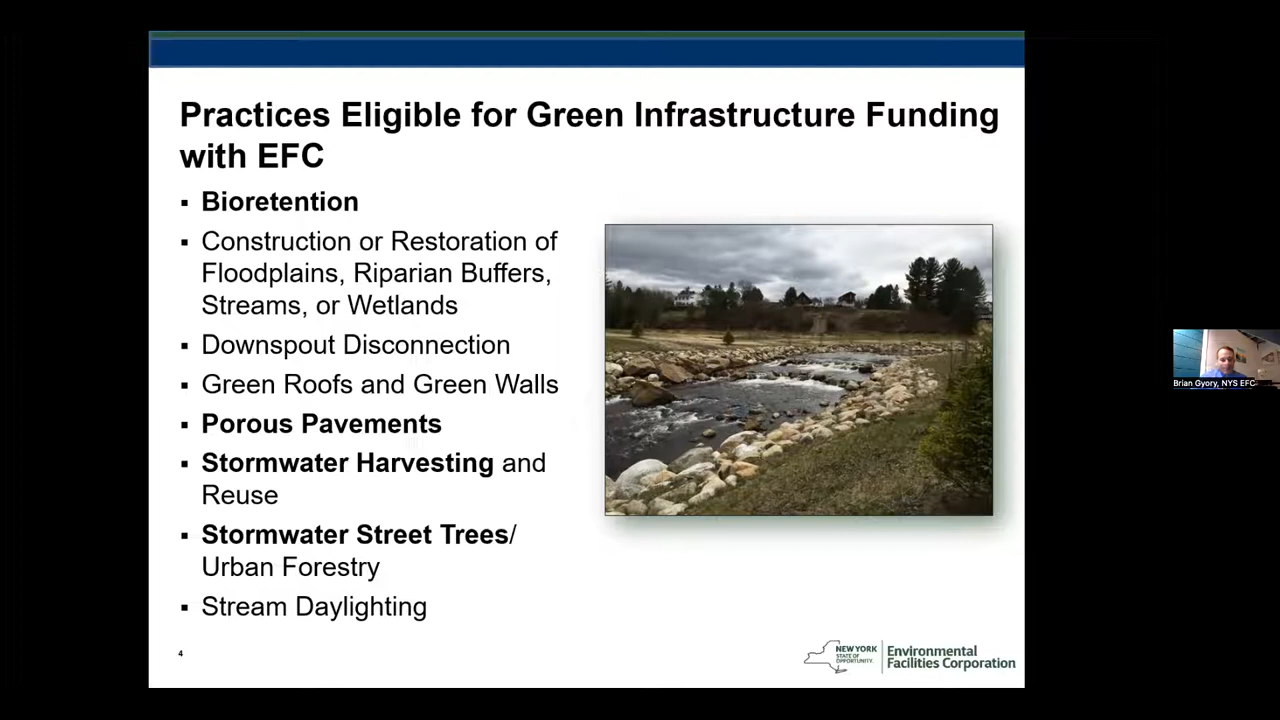 Practices Eligible for Green Infrastructure Funding
with EFC
▪ Bioretention
▪ Construction or Restoration of
Floodplains, Riparian Buffers,
Streams, or Wetlands
▪ Downspout Disconnection
▪ Green Roofs and Green Walls
▪ Porous Pavements
▪ Stormwater Harvesting and
Reuse
▪ Stormwater Street Trees/
Urban Forestry
▪ Stream Daylighting
4
NEW YORK
STATE OF
OPPORTUNITY.
Environmental
Facilities Corporation
Brian Gyory, NYS EFC